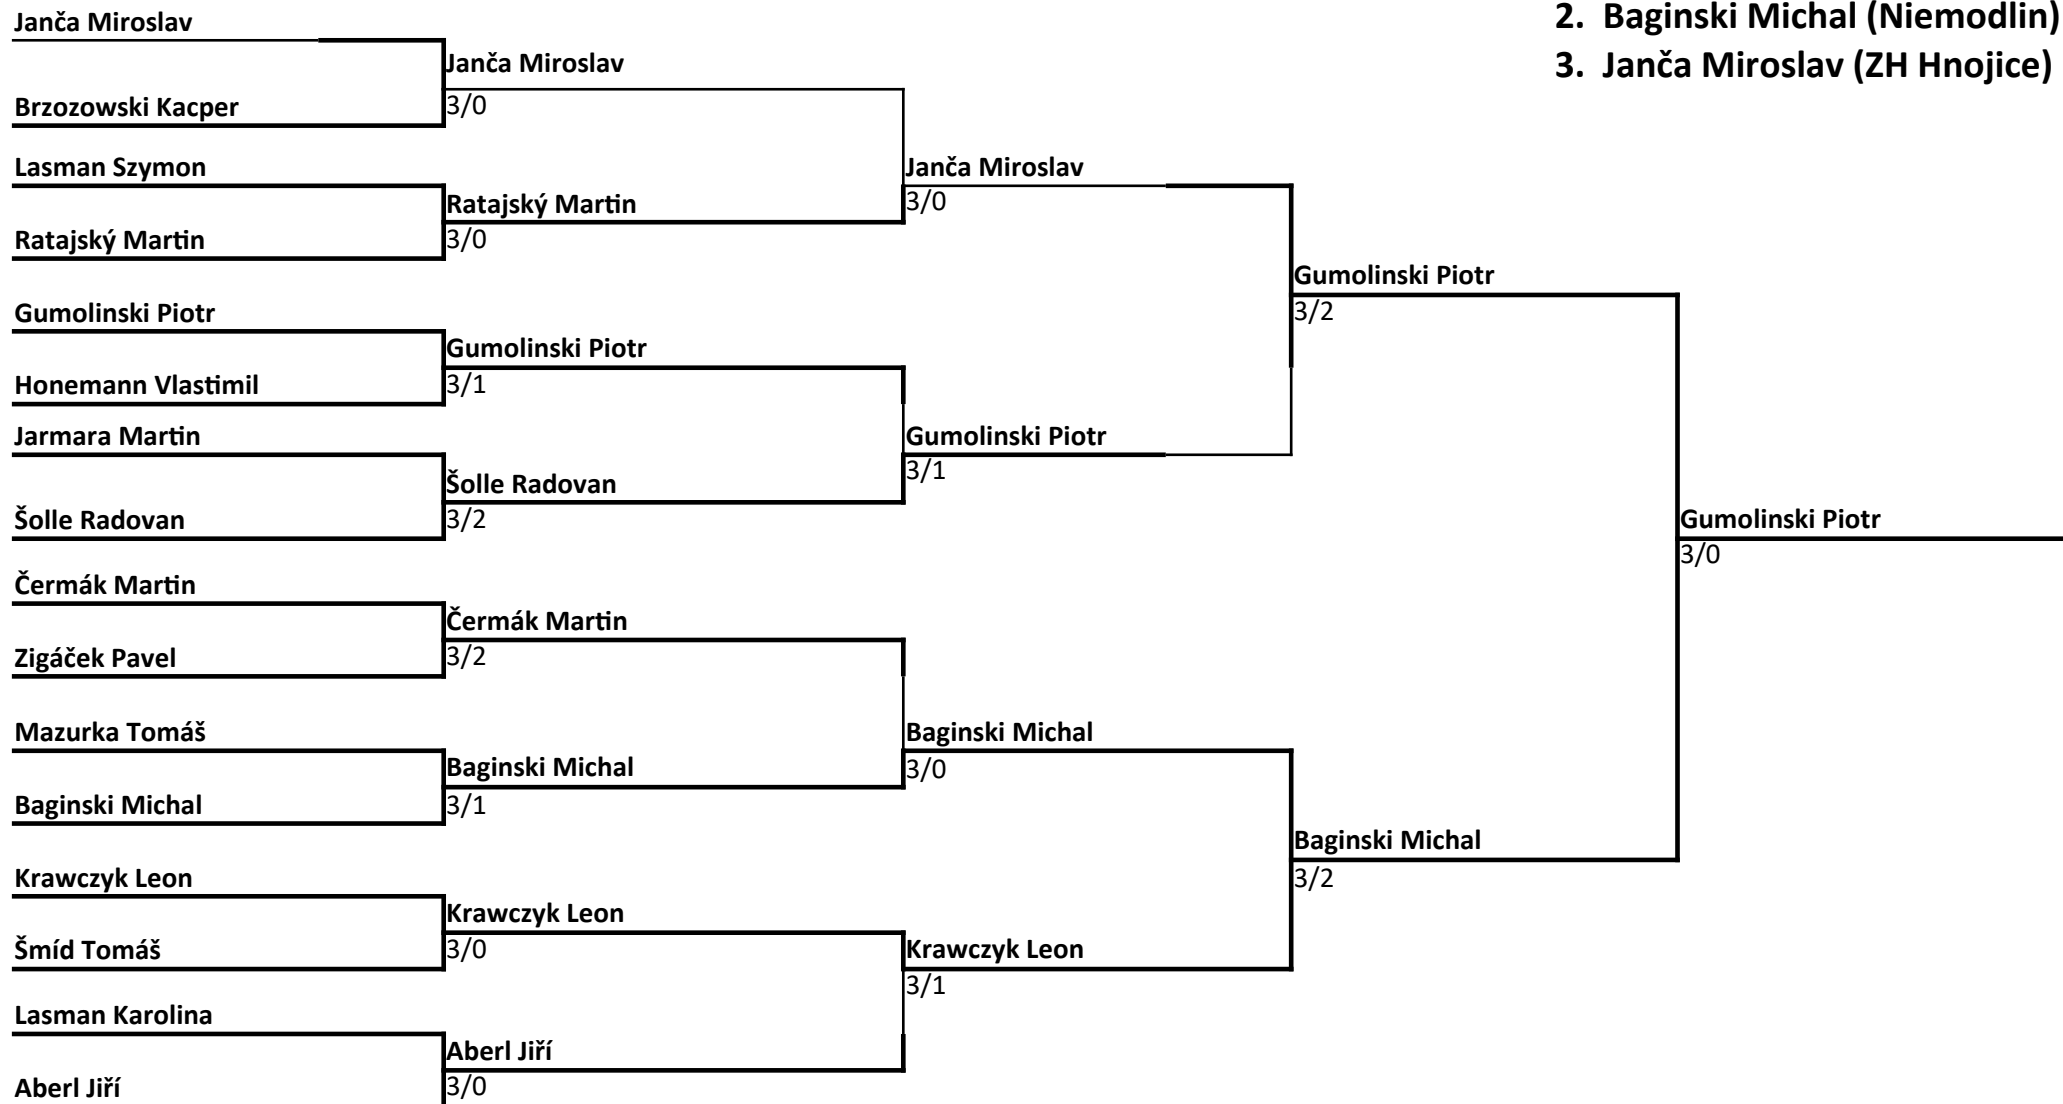 Janča Miroslav
2. Baginski Michal (Niemodlin)
Janča Miroslav
3. Janča Miroslav (ZH Hnojice)
Brzozowski Kacper
3/0
Lasman Szymon
Janča Miroslav
Ratajský Martin
3/0
Ratajský Martin
3/0
Gumolinski Piotr
Gumolinski Piotr
3/2
Gumolinski Piotr
Honemann Vlastimil
3/1
Jarmara Martin
Gumolinski Piotr
3/1
Šolle Radovan
Šolle Radovan
3/2
Gumolinski Piotr
3/0
Čermák Martin
Čermák Martin
Zigáček Pavel
3/2
Mazurka Tomáš
Baginski Michal
Baginski Michal
3/0
Baginski Michal
3/1
Baginski Michal
3/2
Krawczyk Leon
Krawczyk Leon
Šmíd Tomáš
3/0
Krawczyk Leon
3/1
Lasman Karolina
Aberl Jiří
Aberl Jiří
3/0